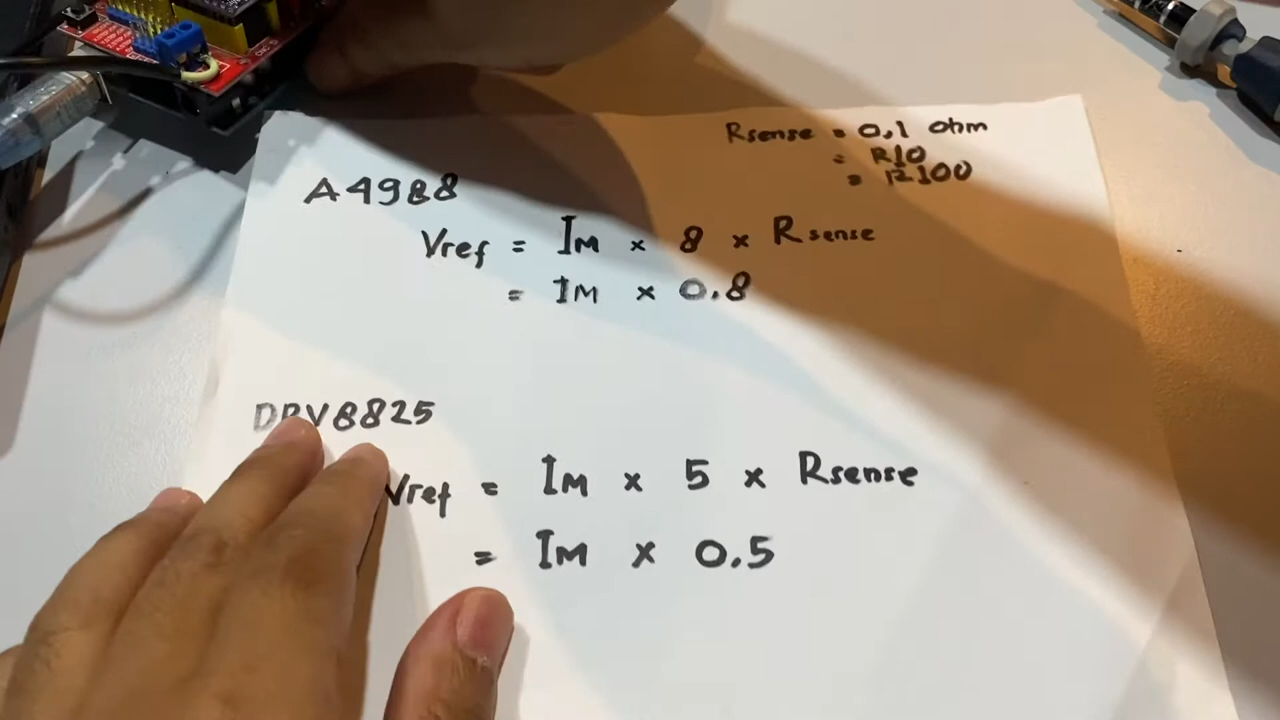 Rsense = 0,1 Ohm
= R10
= R100
A4988
Vref = IM × 8 × Rsense
= IM × 0.8
DRV8825
Vref = IM × 5 × Rsense
= IM × 0.5